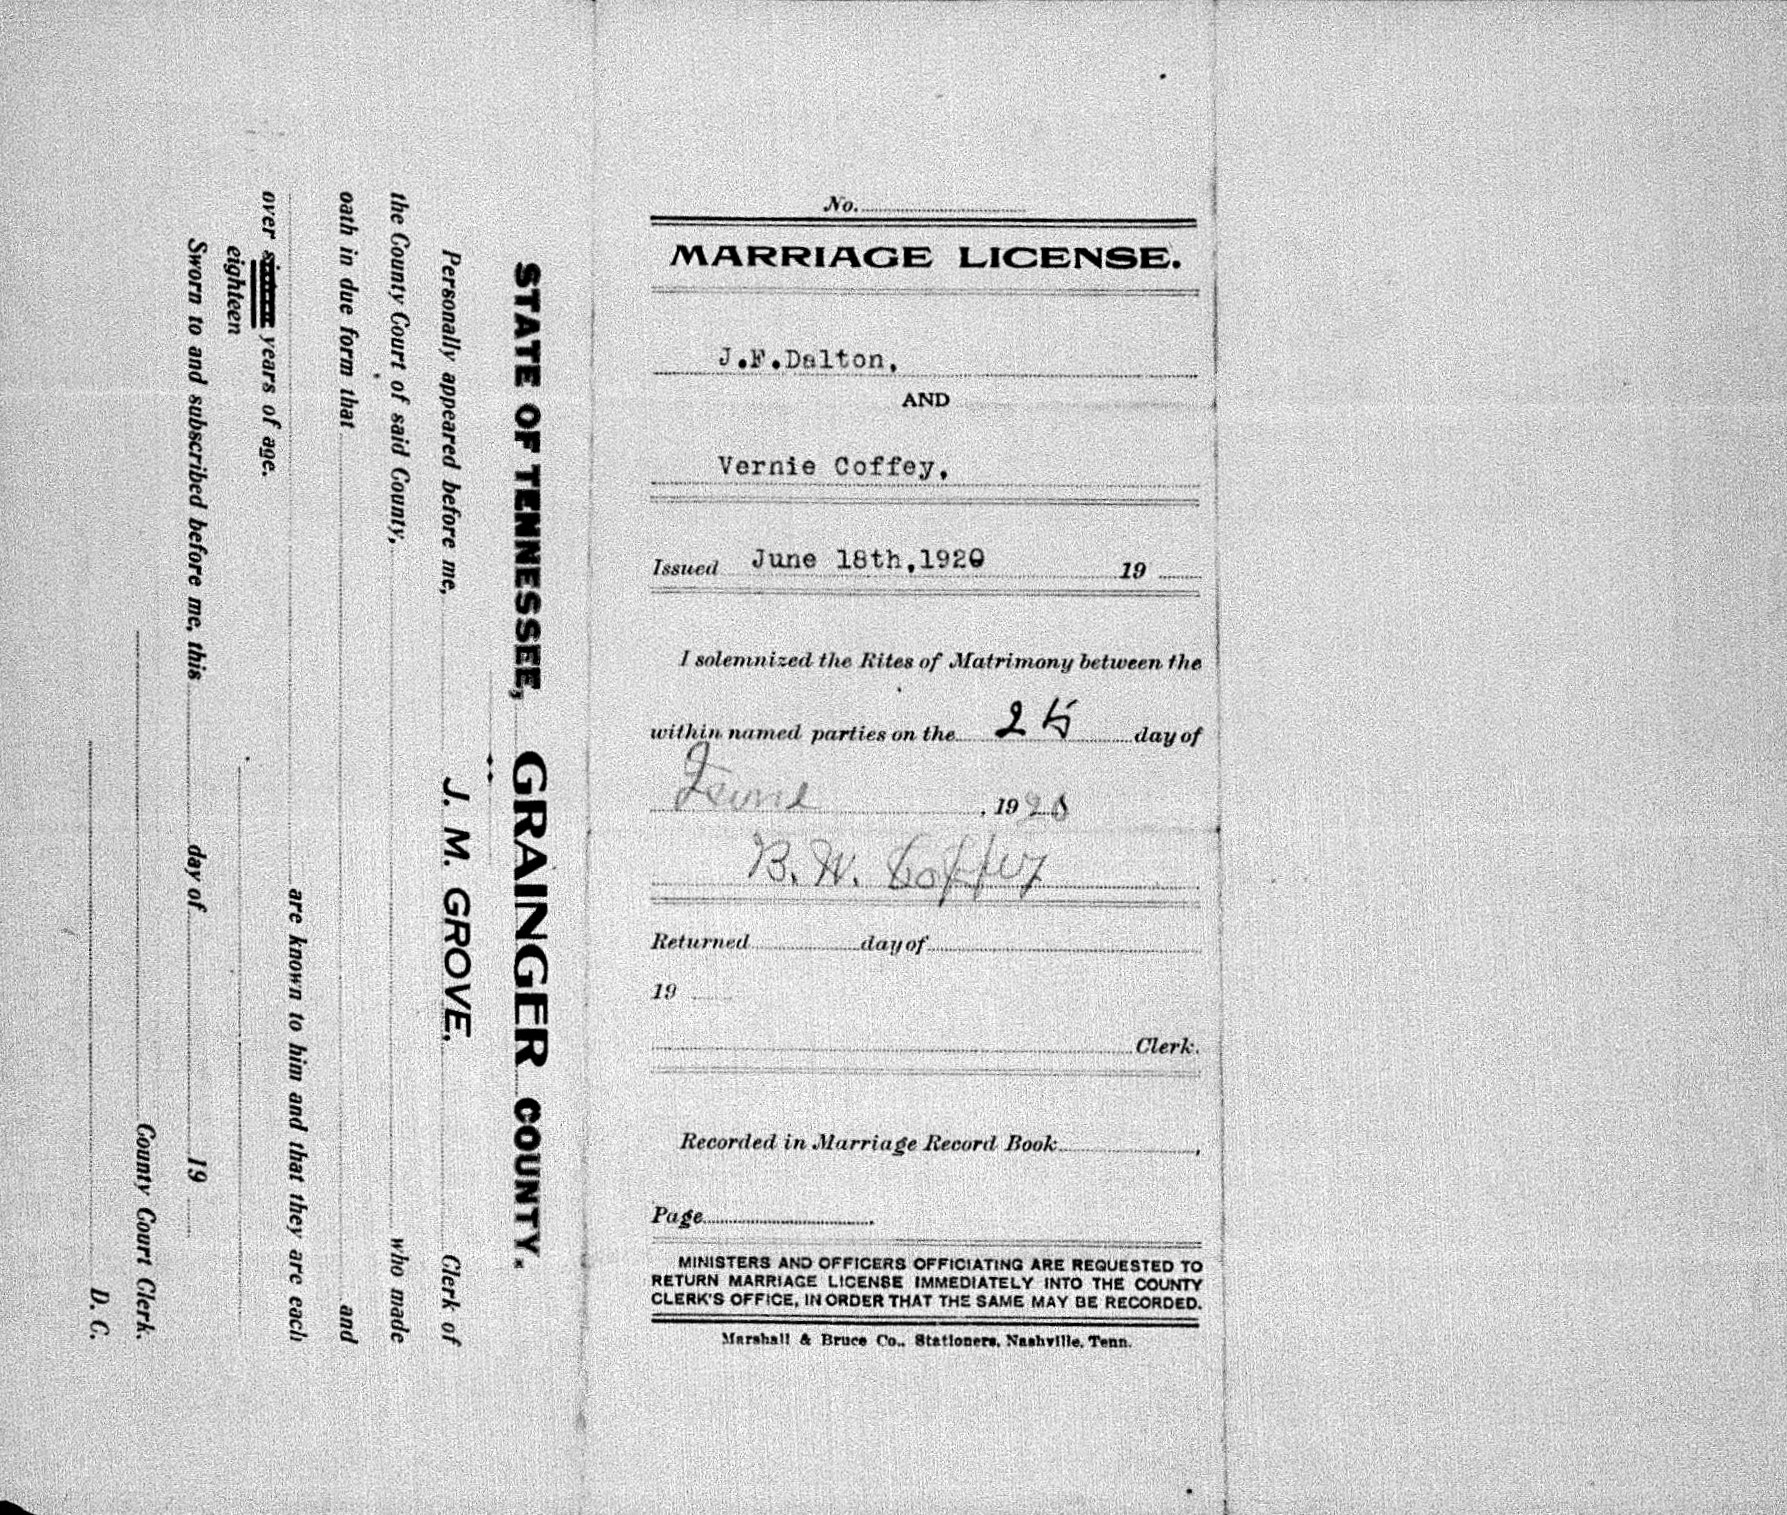 No.
MARRIAGE LICENSE.
J.F.Dalton,
AND
Vernie Coffey,
Issued June 18th,1920 19
I solemnized the Rites of Matrimony between the
within named parties on the 25 day of
June, 1920
B. W. Coffey
Returned day of
19
Clerk.
Recorded in Marriage Record Book ,
Page .
MINISTERS AND OFFICERS OFFICIATING ARE REQUESTED TO
RETURN MARRIAGE LICENSE IMMEDIATELY INTO THE COUNTY
CLERK'S OFFICE, IN ORDER THAT THE SAME MAY BE RECORDED.
Marshall & Bruce Co., Stationers, Nashville, Tenn.
STATE OF TENNESSEE, GRAINGER COUNTY.
Personally appeared before me, J. M. GROVE. Clerk of
the County Court of said County, who made
oath in due form that and
are known to him and that they are each
over sixteen years of age.
eighteen
Sworn to and subscribed before me, this day of 19
County Court Clerk.
D. C.